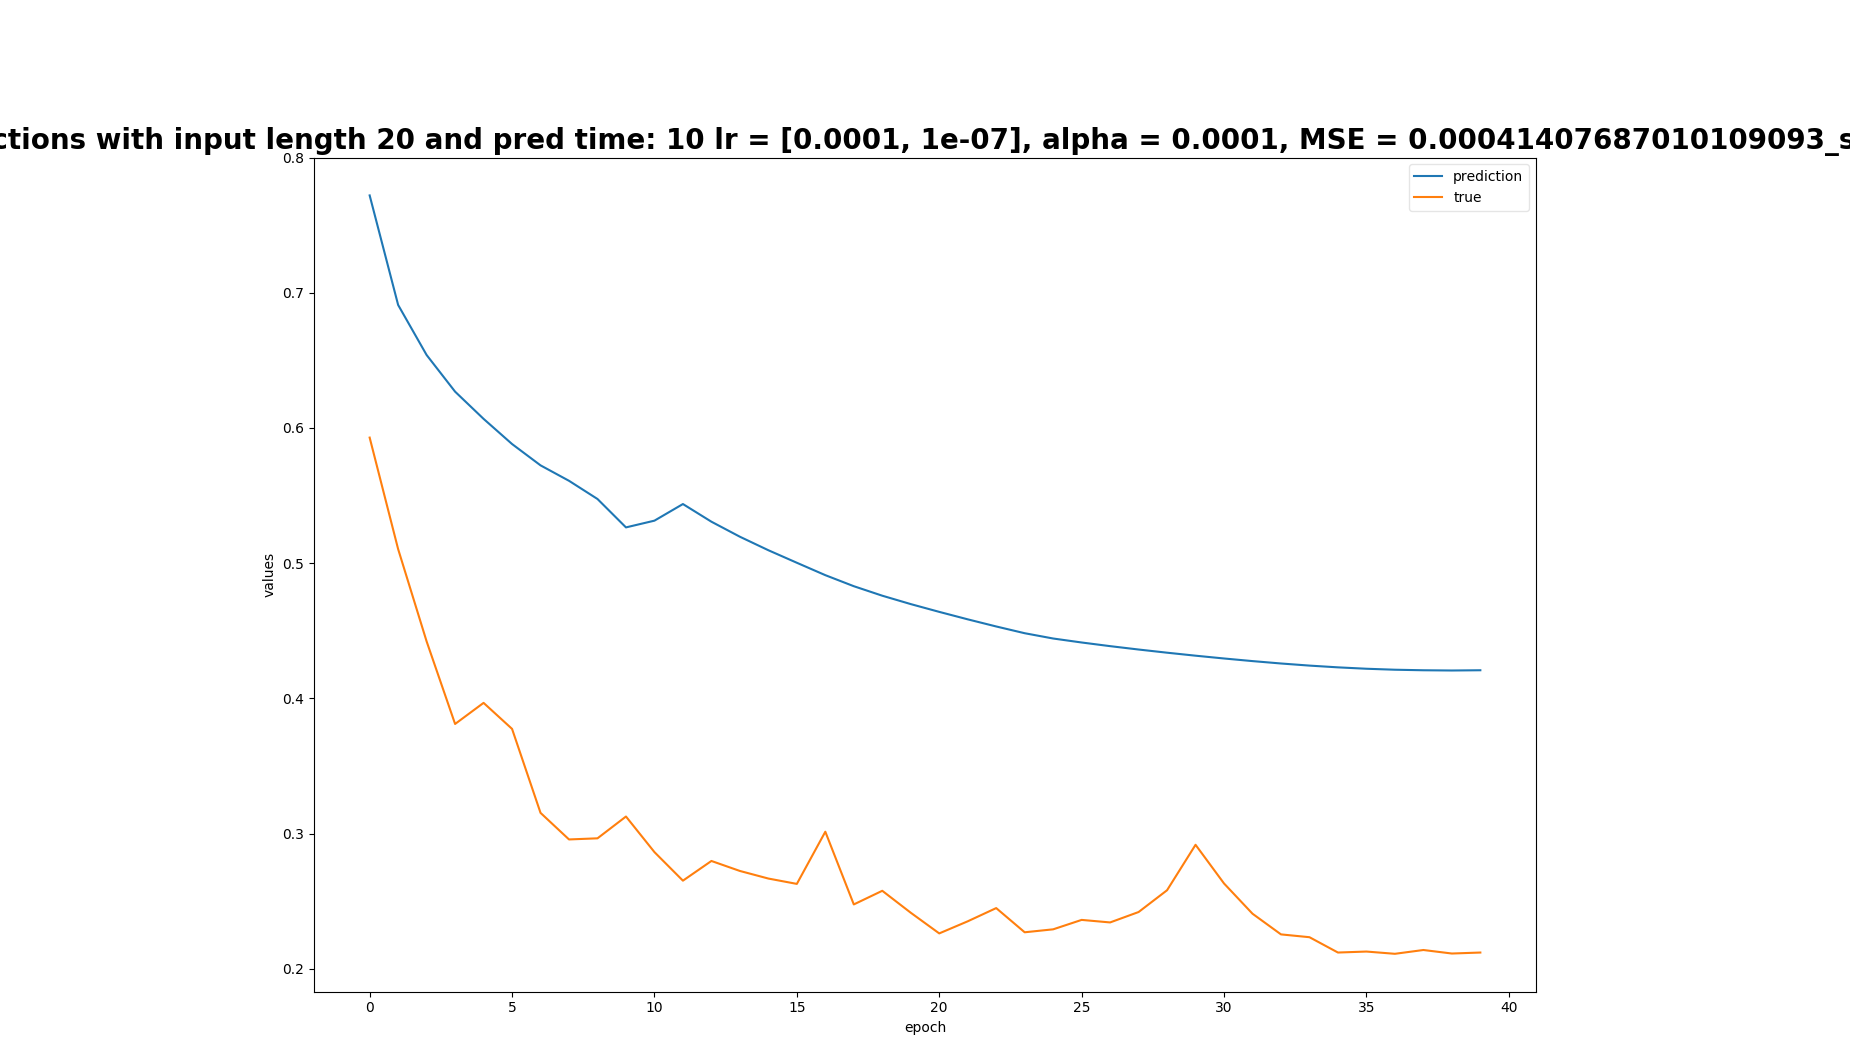 ctions with input length 20 and pred time: 10 lr = [0.0001, 1e-07], alpha = 0.0001, MSE = 0.00041407687010109093_s
prediction
true
0.8
0.7
0.6
0.5
0.4
0.3
0.2
values
0 5 10 15 20 25 30 35 40
epoch